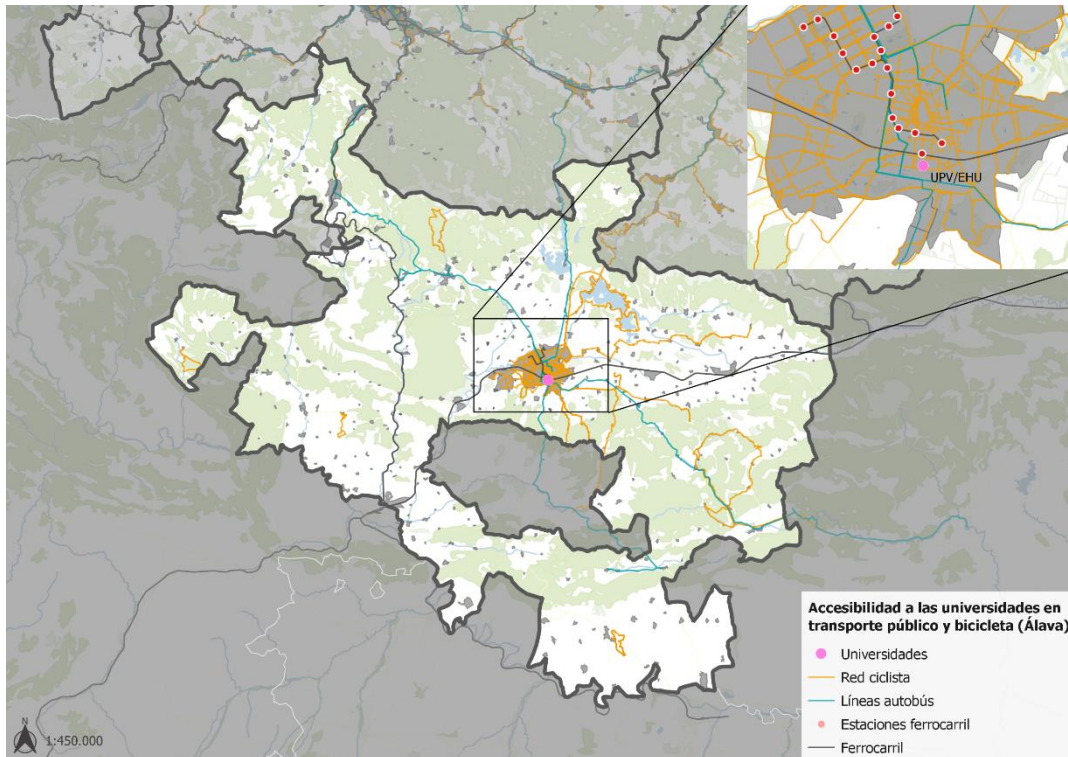 UPV/EHU
Accesibilidad a las universidades en
transporte público y bicicleta (Álava)
Universidades
Red ciclista
Líneas autobús
Estaciones ferrocarril
Ferrocarril
N
1:450.000